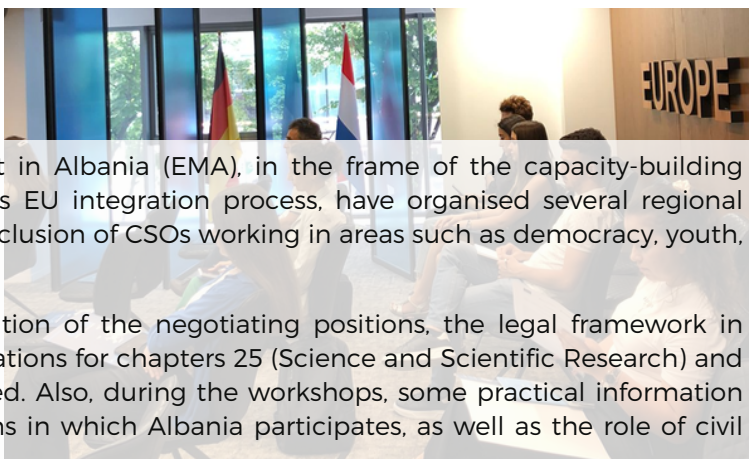 EUROPE
t in Albania (EMA), in the frame of the capacity-building
s EU integration process, have organised several regional
clusion of CSOs working in areas such as democracy, youth,
tion of the negotiating positions, the legal framework in
ations for chapters 25 (Science and Scientific Research) and
ed. Also, during the workshops, some practical information
ns in which Albania participates, as well as the role of civil